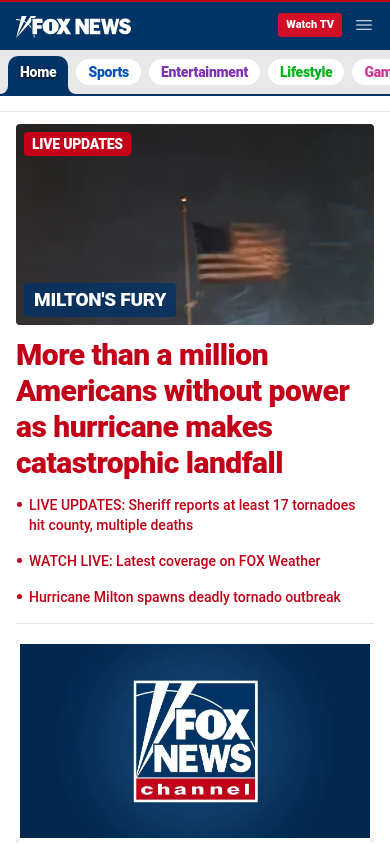 FOX NEWS
Watch TV
Home
Sports
Entertainment
Lifestyle
Gam
LIVE UPDATES
MILTON'S FURY
More than a million
Americans without power
as hurricane makes
catastrophic landfall
• LIVE UPDATES: Sheriff reports at least 17 tornadoes
hit county, multiple deaths
• WATCH LIVE: Latest coverage on FOX Weather
• Hurricane Milton spawns deadly tornado outbreak
FOX
NEWS
channel